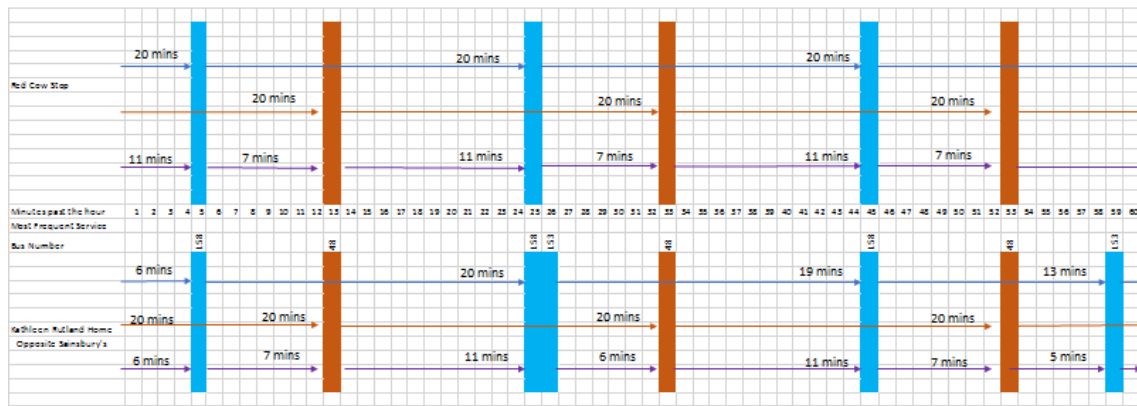 20 mins 20 mins 20 mins
Red Cow Stop
20 mins 20 mins 20 mins
11 mins 7 mins 11 mins 7 mins 11 mins 7 mins
Minutes past the hour 1 2 3 4 5 6 7 8 9 10 11 12 13 14 15 16 17 18 19 20 21 22 23 24 25 26 27 28 29 30 31 32 33 34 35 36 37 38 39 40 41 42 43 44 45 46 47 48 49 50 51 52 53 54 55 56 57 58 59 60
Most Frequent Service
Bus Number 158 48 158 153 48 158 48 153
6 mins 20 mins 19 mins 13 mins
20 mins 20 mins 20 mins 20 mins
Kathleen Rutland Home
Opposite Sainsbury's
6 mins 7 mins 11 mins 6 mins 11 mins 7 mins 5 mins